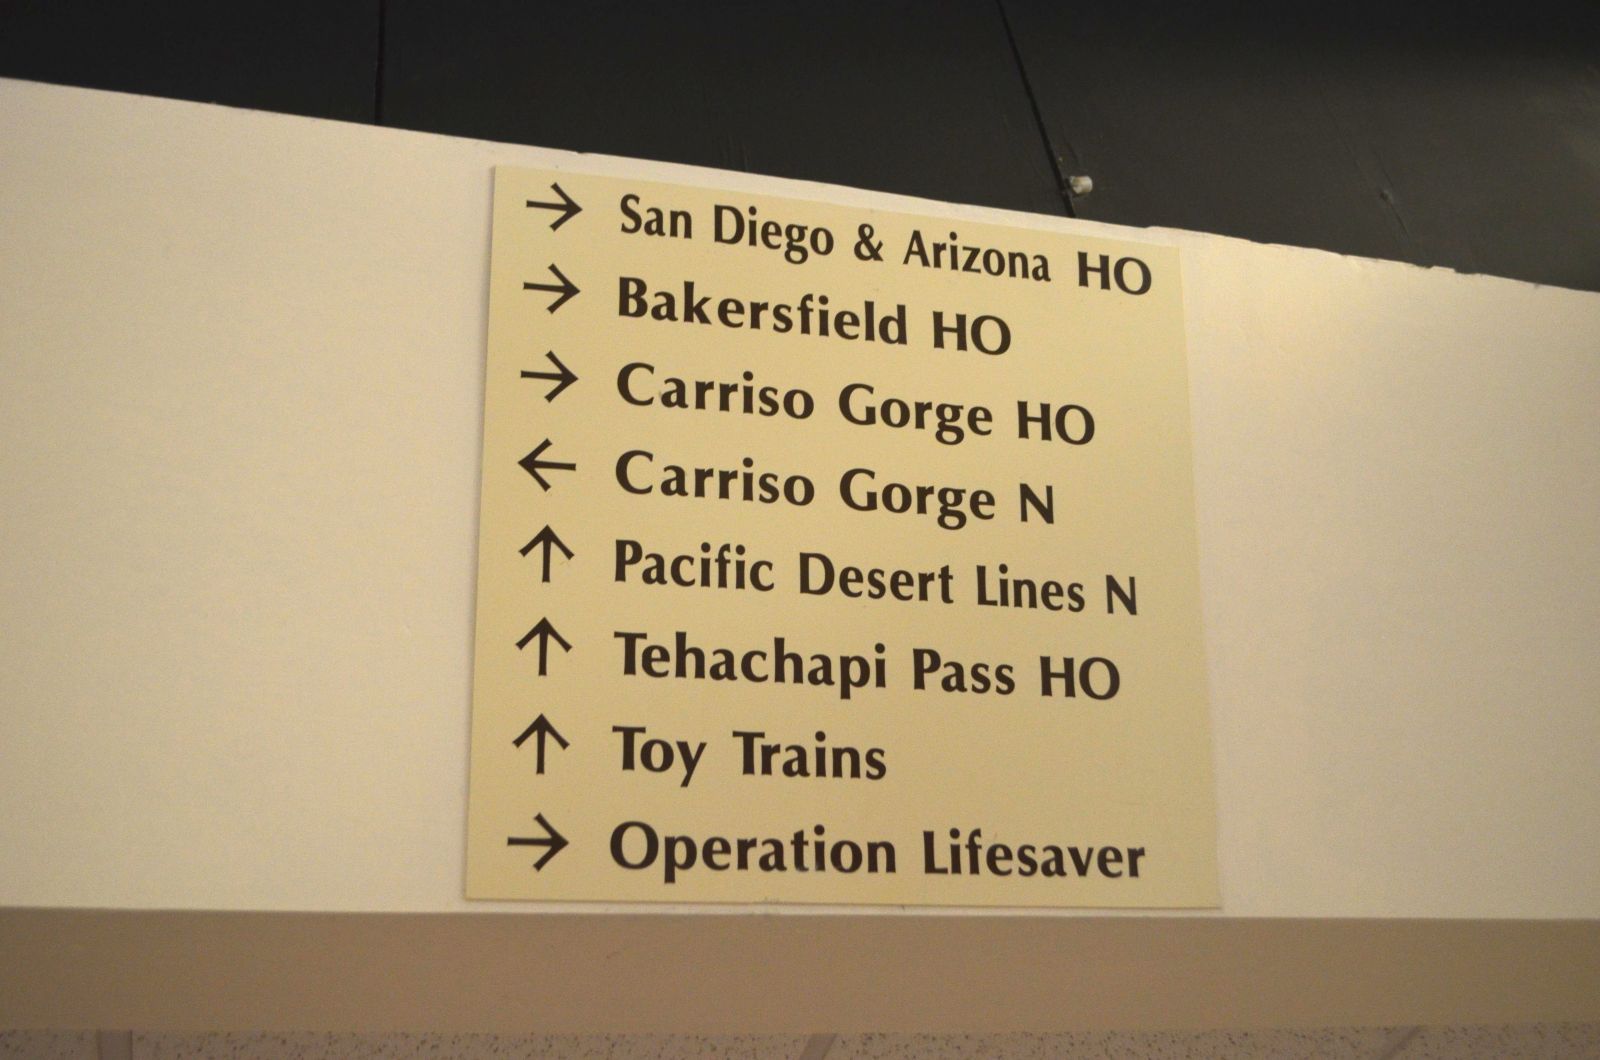 → San Diego & Arizona HO
→ Bakersfield HO
→ Carriso Gorge HO
← Carriso Gorge N
↑ Pacific Desert Lines N
↑ Tehachapi Pass HO
↑ Toy Trains
→ Operation Lifesaver